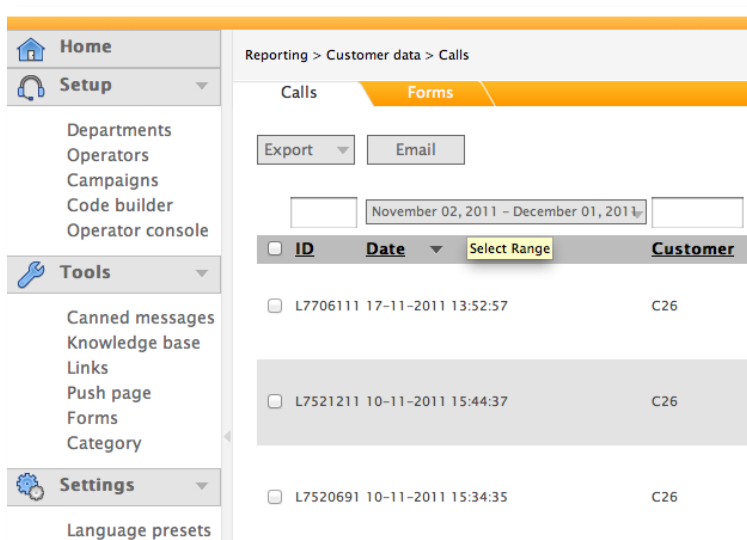 Home
Setup
Departments
Operators
Campaigns
Code builder
Operator console
Tools
Canned messages
Knowledge base
Links
Push page
Forms
Category
Settings
Language presets
Reporting > Customer data > Calls
Calls Forms
Export Email
November 02, 2011 – December 01, 2011
ID Date Customer
Select Range
L7706111 17-11-2011 13:52:57 C26
L7521211 10-11-2011 15:44:37 C26
L7520691 10-11-2011 15:34:35 C26